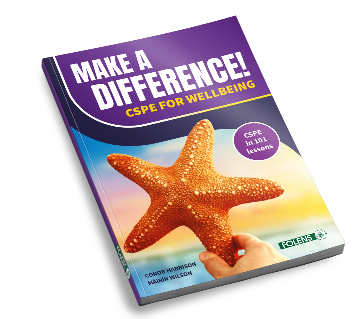 MAKE A
DIFFERENCE!
CSPE FOR WELLBEING
CSPE
in 101
lessons
CONOR HARRISON
MÁIRÍN WILSON
FOLENS